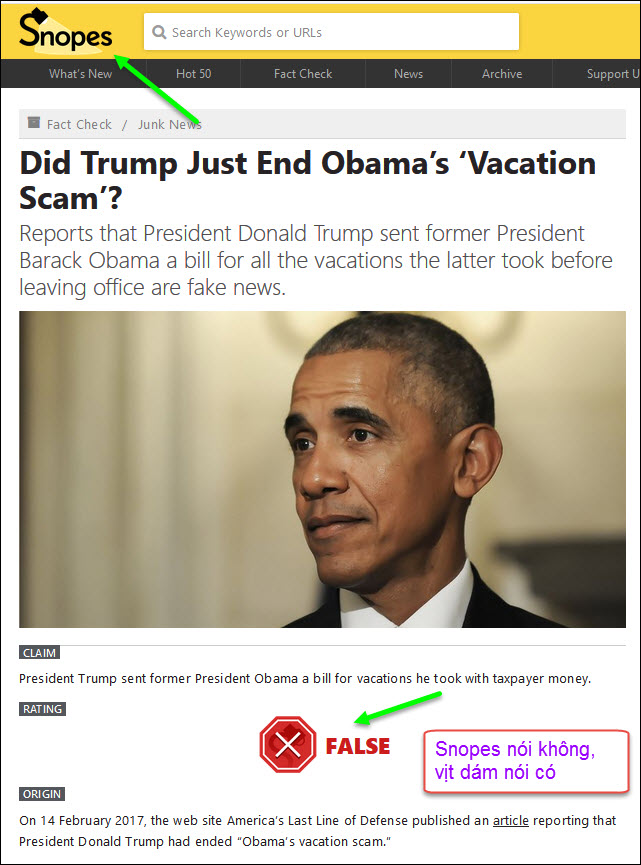 Snopes
Search Keywords or URLs
What's New Hot 50 Fact Check News Archive Support U
Fact Check / Junk News
Did Trump Just End Obama’s ‘Vacation
Scam’?
Reports that President Donald Trump sent former President
Barack Obama a bill for all the vacations the latter took before
leaving office are fake news.
CLAIM
President Trump sent former President Obama a bill for vacations he took with taxpayer money.
RATING
FALSE
Snopes nói không,
vịt dám nói có
ORIGIN
On 14 February 2017, the web site America’s Last Line of Defense published an article reporting that
President Donald Trump had ended “Obama’s vacation scam.”